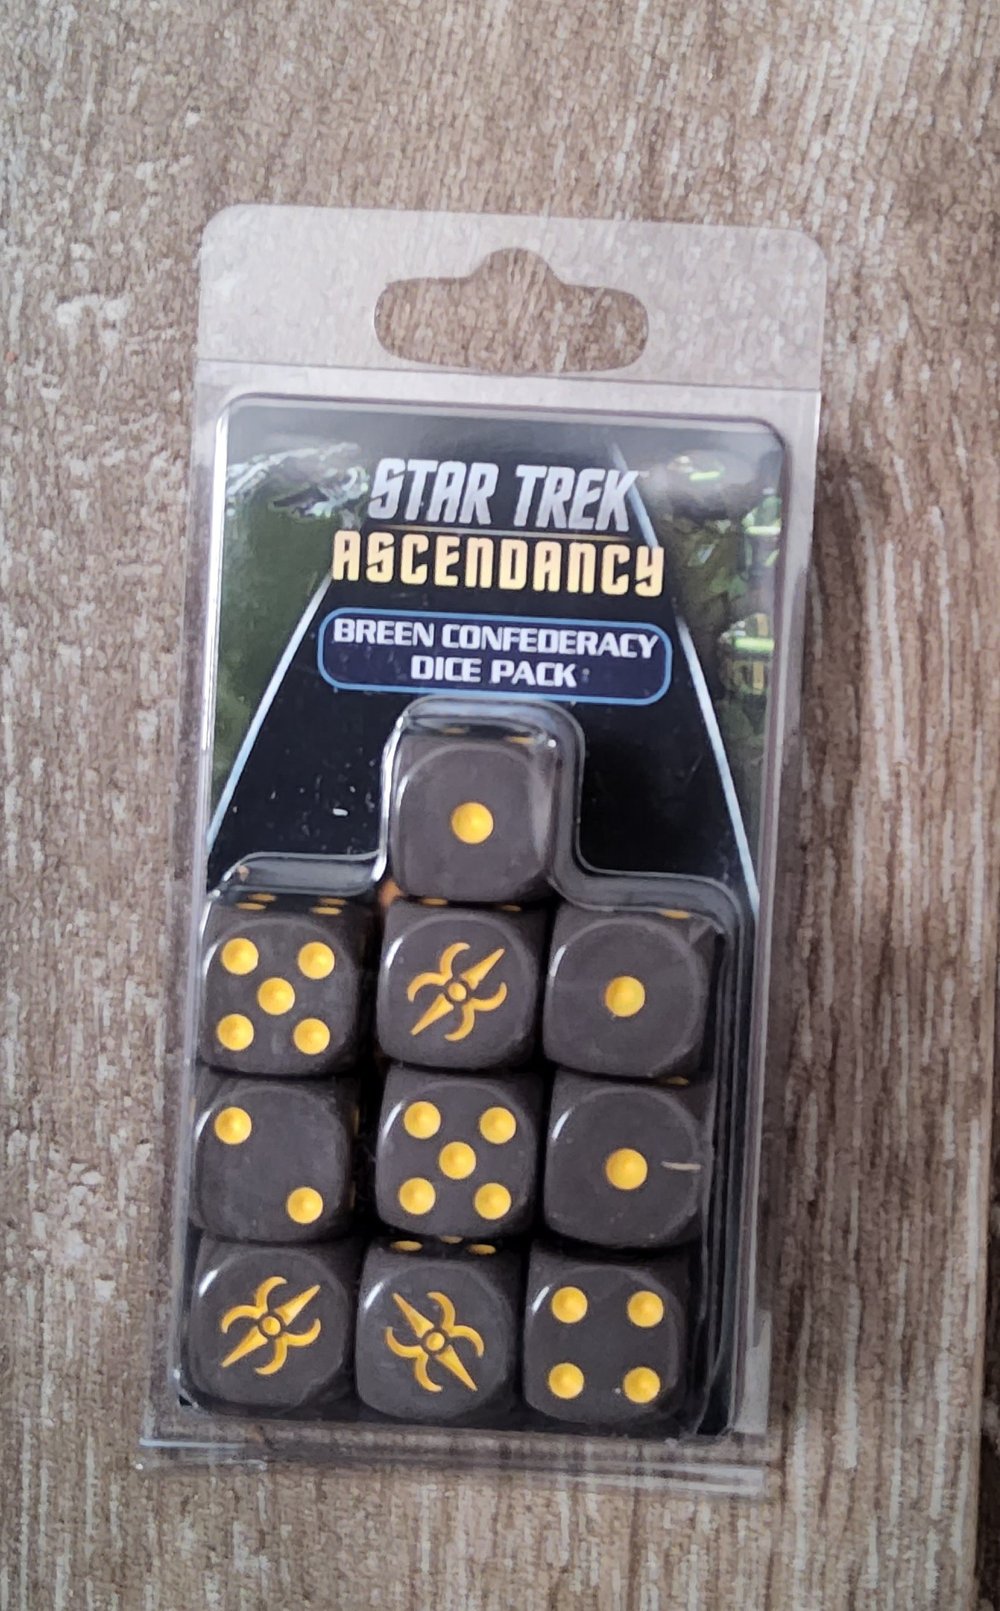 STAR TREK
ASCENDANCY
BREEN CONFEDERACY
DICE PACK